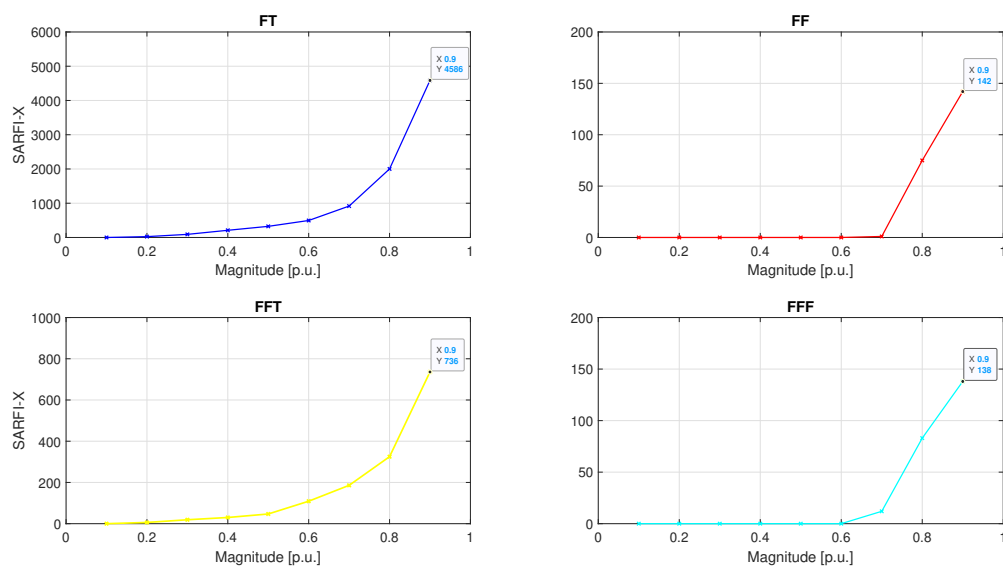 FT
SARFI-X
6000
5000
4000
3000
2000
1000
0
X 0.9
Y 4586
0 0.2 0.4 0.6 0.8 1
Magnitude [p.u.]
FF
200
150
100
50
0
X 0.9
Y 142
0 0.2 0.4 0.6 0.8 1
Magnitude [p.u.]
FFT
SARFI-X
1000
800
600
400
200
0
X 0.9
Y 736
0 0.2 0.4 0.6 0.8 1
Magnitude [p.u.]
FFF
200
150
100
50
0
X 0.9
Y 138
0 0.2 0.4 0.6 0.8 1
Magnitude [p.u.]